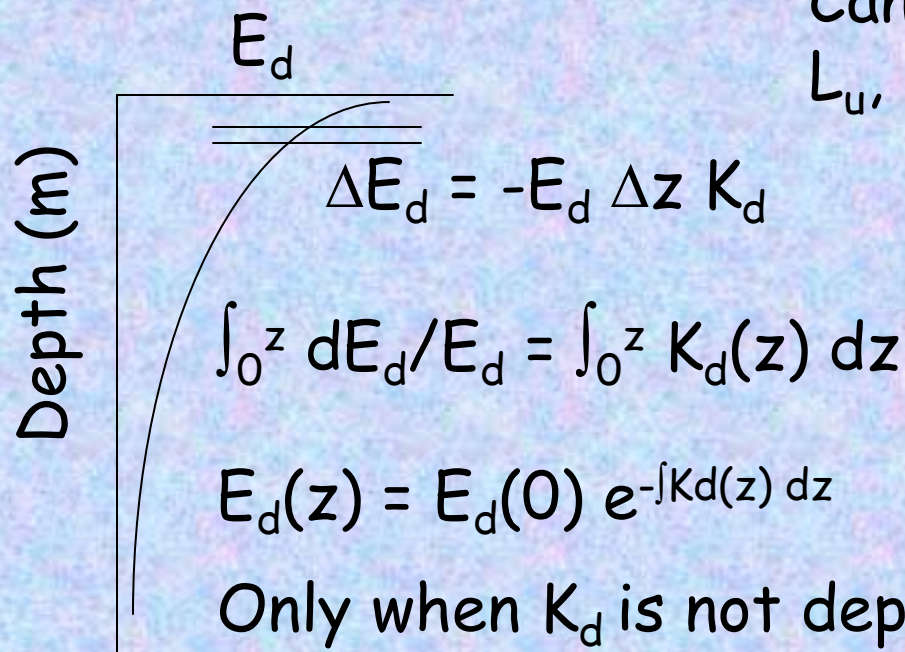 E_d
L_u,
Depth (m)
ΔE_d = -E_d Δz K_d
∫_0^z dE_d/E_d = ∫_0^z K_d(z) dz
E_d(z) = E_d(0) e^{-∫Kd(z) dz}
Only when K_d is not